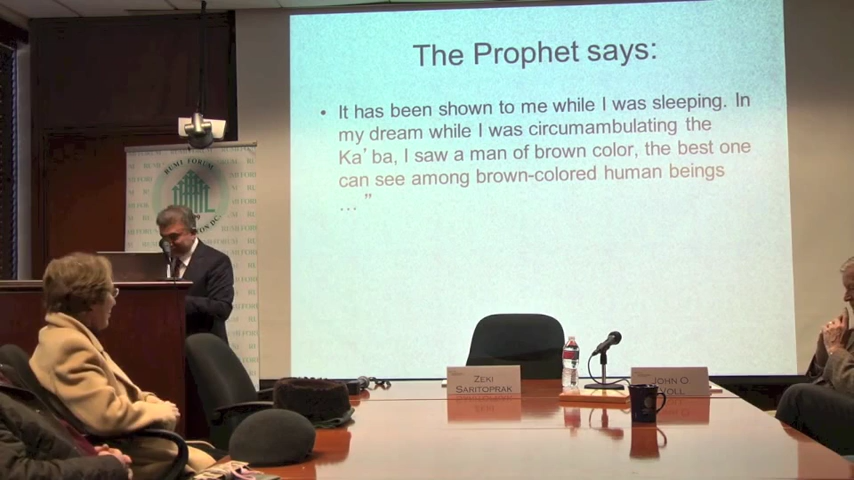 The Prophet says:
• It has been shown to me while I was sleeping. In
my dream while I was circumambulating the
Ka'ba, I saw a man of brown color, the best one
can see among brown-colored human beings
…”
RUMI FORUM
ZEKI
SARITOPRAK
JOHN O.
VOLL